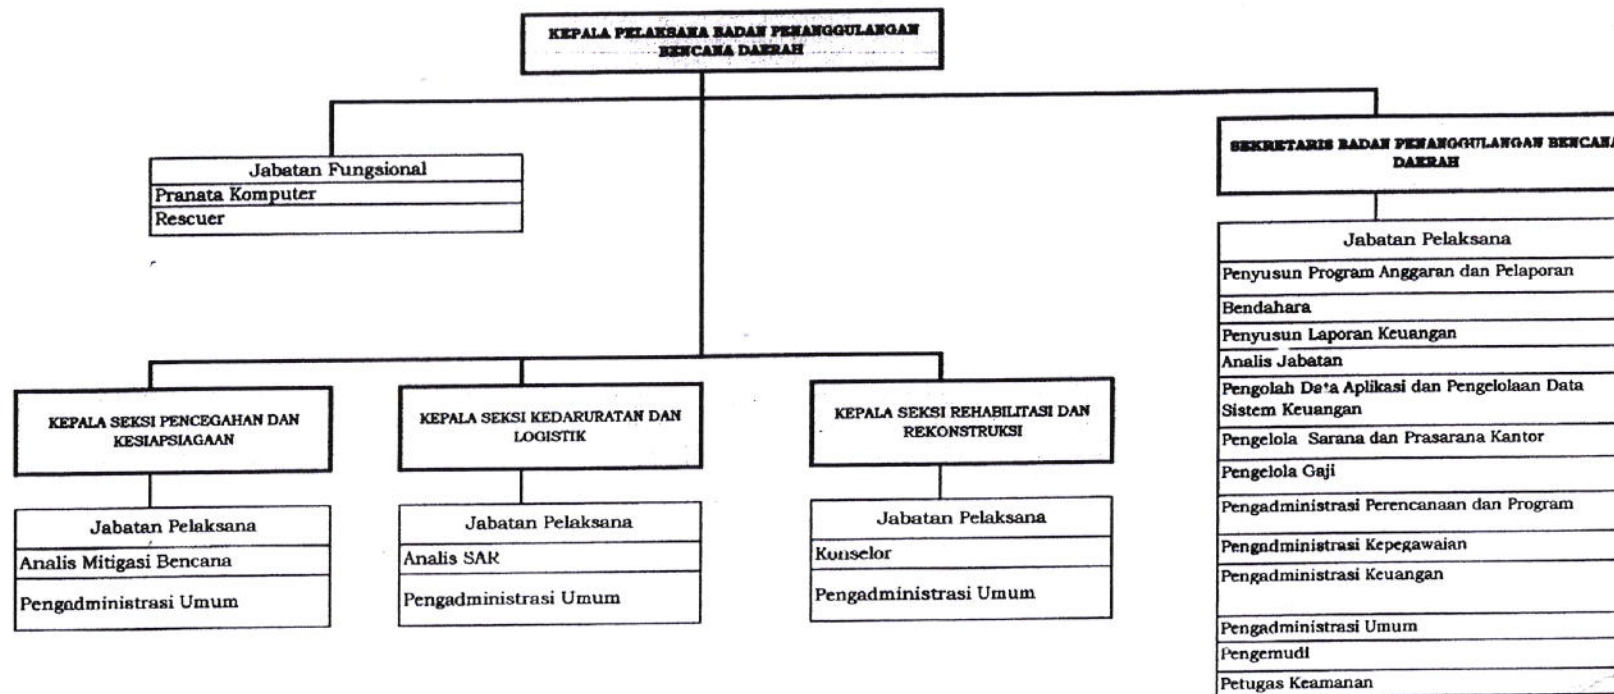 KEPALA PELAKSANA BADAN PENANGGULANGAN
BENCANA DAERAH
SEKRETARIS BADAN PENANGGULANGAN BENCANA
DAERAH
Jabatan Fungsional
Pranata Komputer
Rescuer
Jabatan Pelaksana
Penyusun Program Anggaran dan Pelaporan
Bendahara
Penyusun Laporan Keuangan
Analis Jabatan
Pengolah Data Aplikasi dan Pengelolaan Data
Sistem Keuangan
Pengelola Sarana dan Prasarana Kantor
Pengelola Gaji
Pengadministrasi Perencanaan dan Program
Pengadministrasi Kepegawaian
Pengadministrasi Keuangan
Pengadministrasi Umum
Pengemudi
Petugas Keamanan
KEPALA SEKSI PENCEGAHAN DAN
KESIAPSIAGAAN
Jabatan Pelaksana
Analis Mitigasi Bencana
Pengadministrasi Umum
KEPALA SEKSI KEDARURATAN DAN
LOGISTIK
Jabatan Pelaksana
Analis SAR
Pengadministrasi Umum
KEPALA SEKSI REHABILITASI DAN
REKONSTRUKSI
Jabatan Pelaksana
Konselor
Pengadministrasi Umum